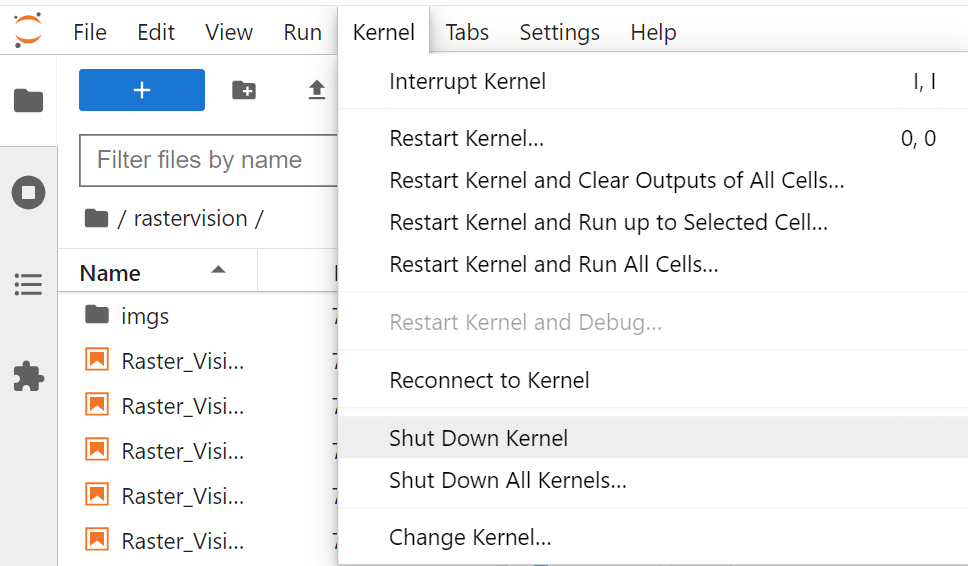 File Edit View Run Kernel Tabs Settings Help
+
Filter files by name
/ rastervision /
Name
imgs
Raster_Visi...
Raster_Visi...
Raster_Visi...
Raster_Visi...
Raster_Visi...
Interrupt Kernel I, I
Restart Kernel... 0, 0
Restart Kernel and Clear Outputs of All Cells...
Restart Kernel and Run up to Selected Cell...
Restart Kernel and Run All Cells...
Restart Kernel and Debug...
Reconnect to Kernel
Shut Down Kernel
Shut Down All Kernels...
Change Kernel...